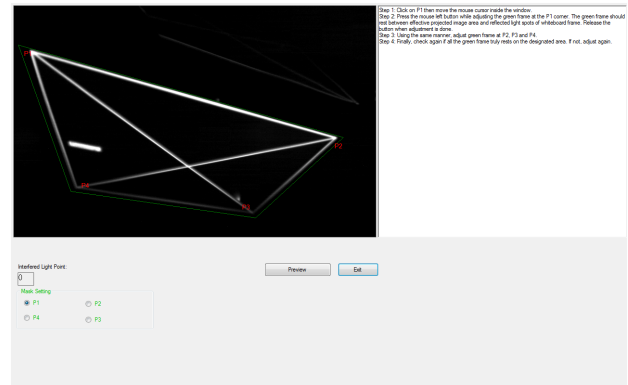 Step 1: Click on P1 then move the mouse cursor inside the window.
Step 2: Press the mouse left button while adjusting the green frame at the P1 corner. The green frame should
rest between effective projected image area and reflected light spots of whiteboard frame. Release the
button when adjustment is done .
Step 3: Using the same manner, adjust green frame at P2, P3 and P4.
Step 4: Finally, check again if all the green frame truly rests on the designated area. If not, adjust again.
P1
P2
P4
P3
Interfered Light Point:
0
Preview
Exit
Mask Setting
P1
P2
P4
P3